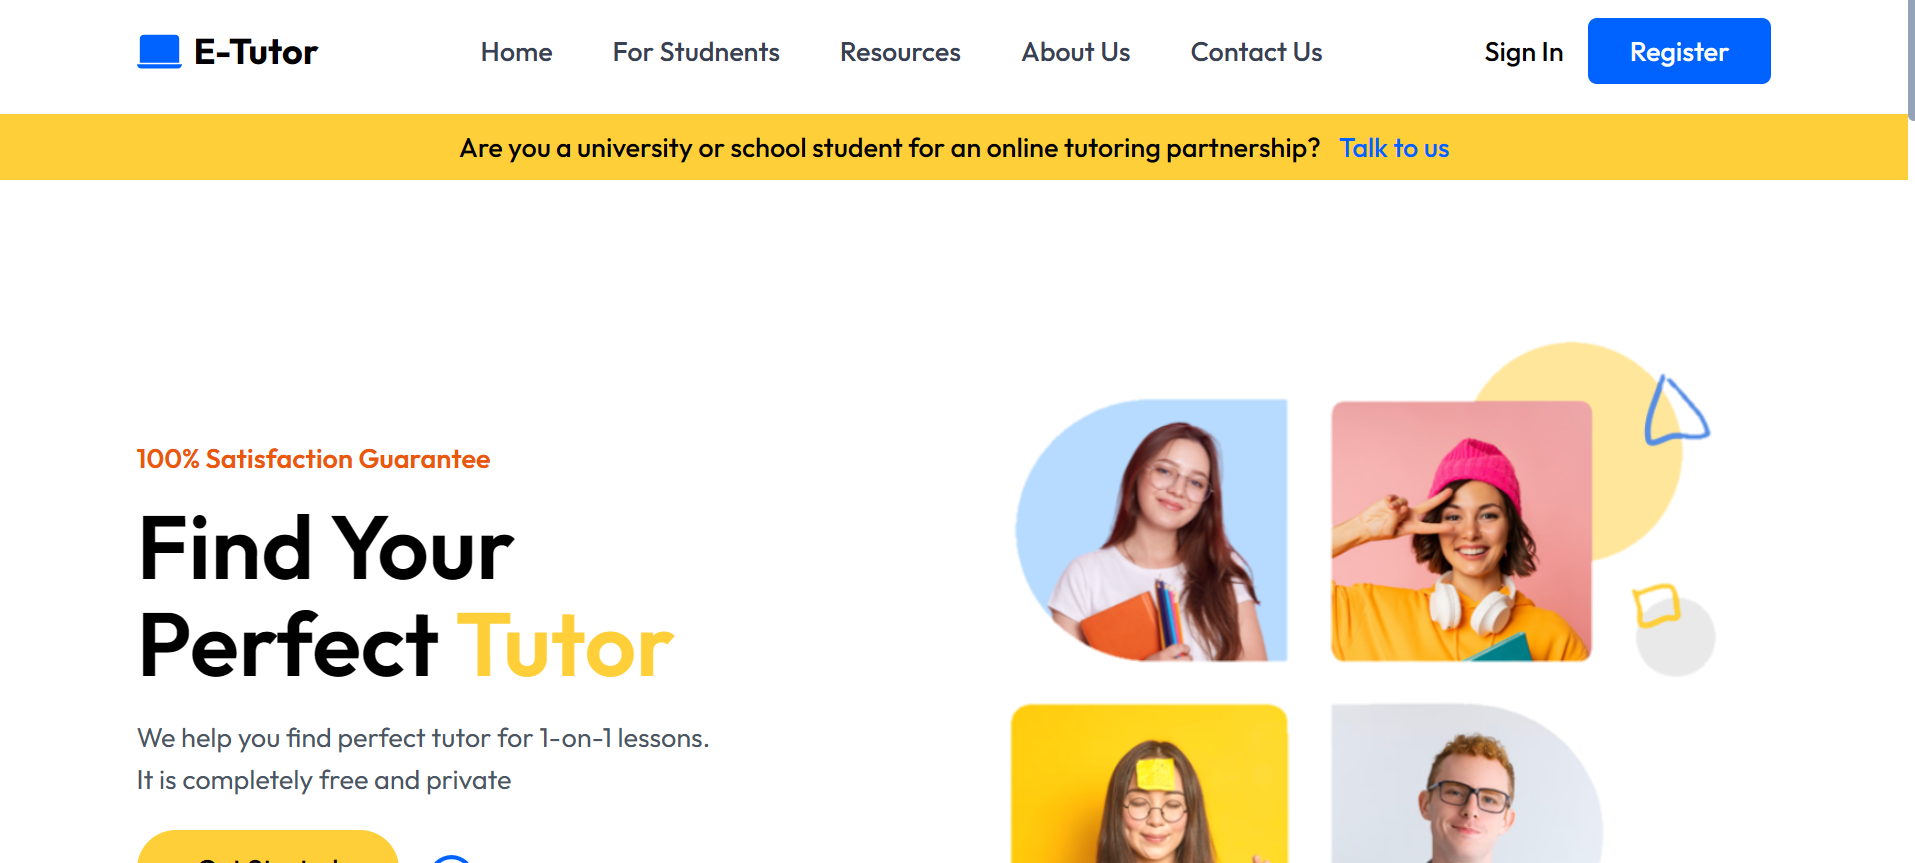 E-Tutor
Home For Studnents Resources About Us Contact Us
Sign In Register
Are you a university or school student for an online tutoring partnership? Talk to us
100% Satisfaction Guarantee
Find Your
Perfect Tutor
We help you find perfect tutor for 1-on-1 lessons.
It is completely free and private